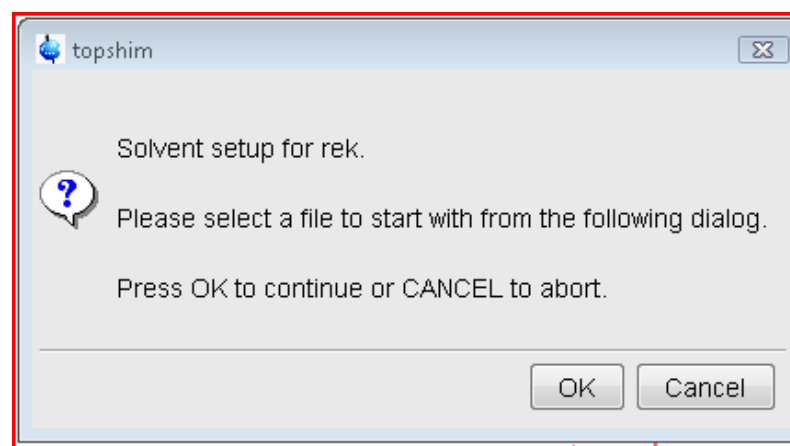 topshim
Solvent setup for rek.
Please select a file to start with from the following dialog.
Press OK to continue or CANCEL to abort.
OK
Cancel